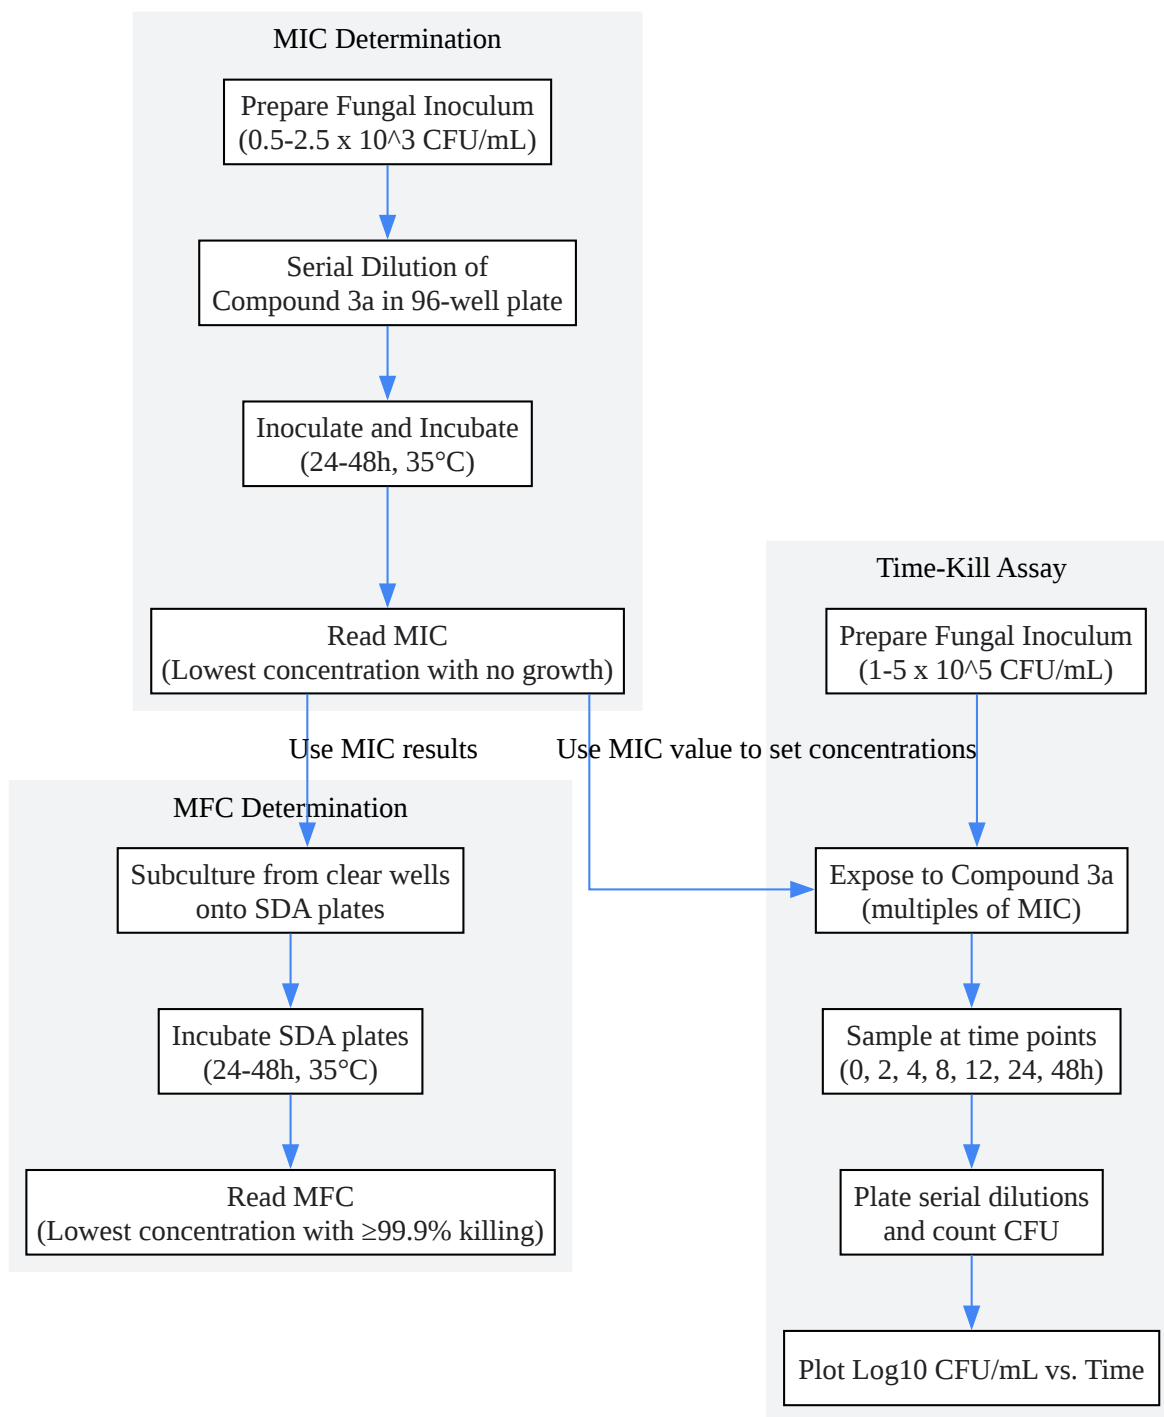 MIC Determination
Prepare Fungal Inoculum
(0.5-2.5 x 10^3 CFU/mL)
Serial Dilution of
Compound 3a in 96-well plate
Inoculate and Incubate
(24-48h, 35°C)
Read MIC
(Lowest concentration with no growth)
Use MIC results
Use MIC value to set concentrations
MFC Determination
Subculture from clear wells
onto SDA plates
Incubate SDA plates
(24-48h, 35°C)
Read MFC
(Lowest concentration with ≥99.9% killing)
Time-Kill Assay
Prepare Fungal Inoculum
(1-5 x 10^5 CFU/mL)
Expose to Compound 3a
(multiples of MIC)
Sample at time points
(0, 2, 4, 8, 12, 24, 48h)
Plate serial dilutions
and count CFU
Plot Log10 CFU/mL vs. Time